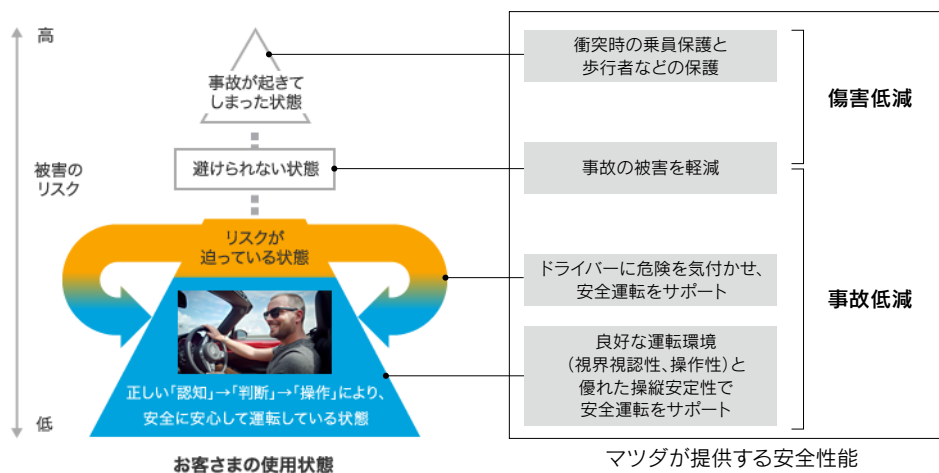 高
被害の
リスク
低
事故が起きて
しまった状態
避けられない状態
リスクが
迫っている状態
正しい「認知」→「判断」→「操作」により、
安全に安心して運転している状態
お客さまの使用状態
衝突時の乗員保護と
歩行者などの保護
事故の被害を軽減
ドライバーに危険を気付かせ、
安全運転をサポート
良好な運転環境
（視界視認性、操作性）と
優れた操縦安定性で
安全運転をサポート
傷害低減
事故低減
マツダが提供する安全性能